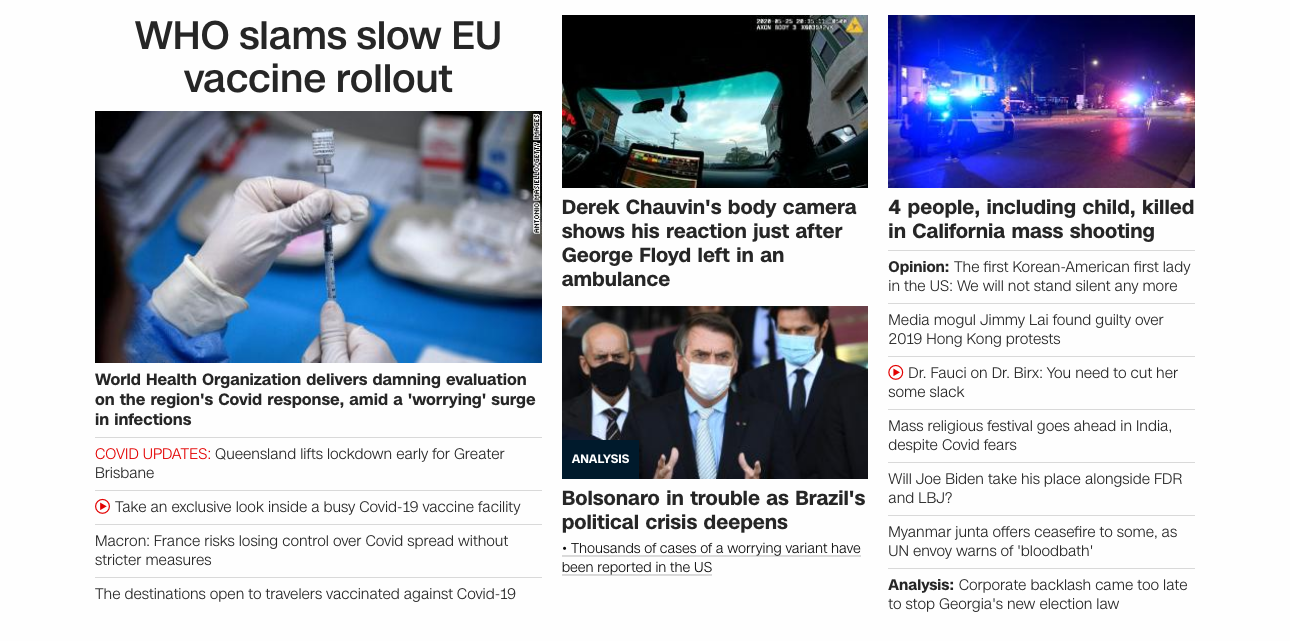 WHO slams slow EU
vaccine rollout
ANTONIO MASIELLO/GETTY IMAGES
World Health Organization delivers damning evaluation
on the region's Covid response, amid a 'worrying' surge
in infections
COVID UPDATES: Queensland lifts lockdown early for Greater
Brisbane
Take an exclusive look inside a busy Covid-19 vaccine facility
Macron: France risks losing control over Covid spread without
stricter measures
The destinations open to travelers vaccinated against Covid-19
AXON BODY 3
Derek Chauvin's body camera
shows his reaction just after
George Floyd left in an
ambulance
ANALYSIS
Bolsonaro in trouble as Brazil's
political crisis deepens
• Thousands of cases of a worrying variant have
been reported in the US
4 people, including child, killed
in California mass shooting
Opinion: The first Korean-American first lady
in the US: We will not stand silent any more
Media mogul Jimmy Lai found guilty over
2019 Hong Kong protests
Dr. Fauci on Dr. Birx: You need to cut her
some slack
Mass religious festival goes ahead in India,
despite Covid fears
Will Joe Biden take his place alongside FDR
and LBJ?
Myanmar junta offers ceasefire to some, as
UN envoy warns of 'bloodbath'
Analysis: Corporate backlash came too late
to stop Georgia's new election law